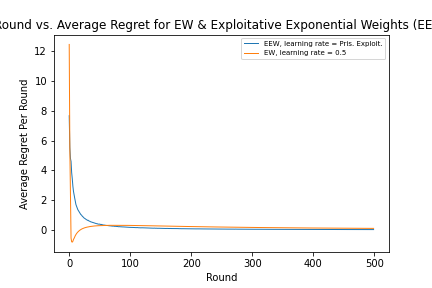 Round vs. Average Regret for EW & Exploitative Exponential Weights (EE
EEW, learning rate = Pris. Exploit.
EW, learning rate = 0.5
Average Regret Per Round
12
10
8
6
4
2
0
0 100 200 300 400 500
Round